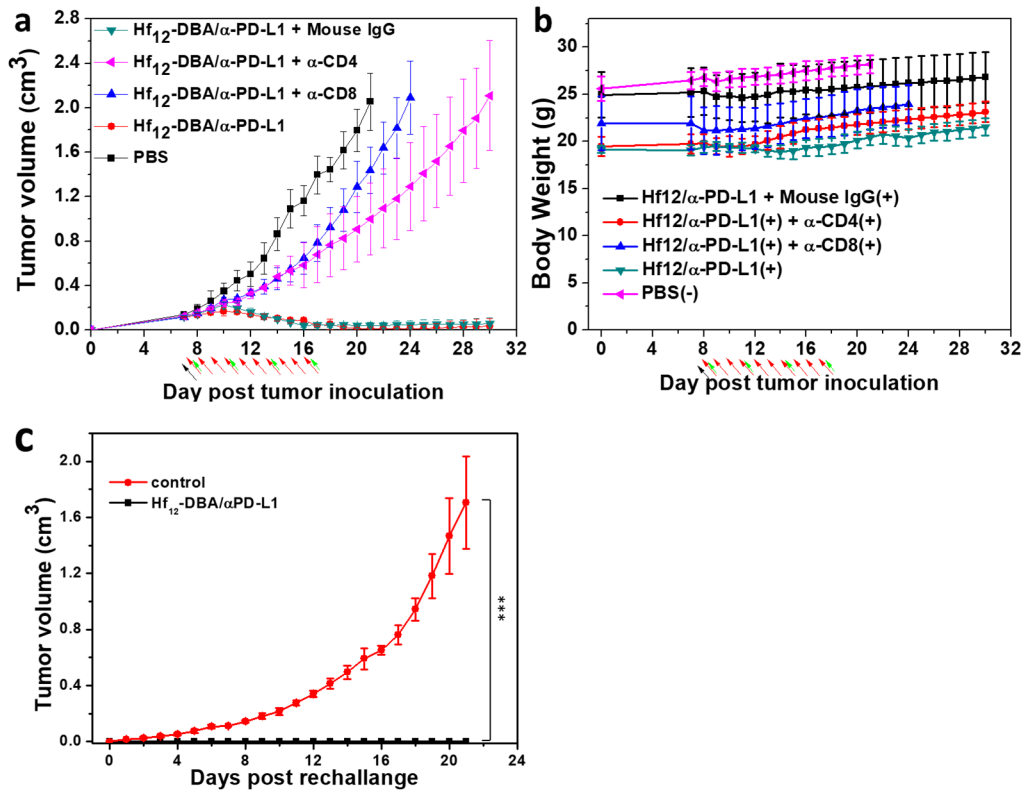 a
Tumor volume (cm3)
2.8
2.4
2.0
1.6
1.2
0.8
0.4
0.0
Hf12-DBA/α-PD-L1 + Mouse IgG
Hf12-DBA/α-PD-L1 + α-CD4
Hf12-DBA/α-PD-L1 + α-CD8
Hf12-DBA/α-PD-L1
PBS
0 4 8 12 16 20 24 28 32
Day post tumor inoculation
b
Body Weight (g)
30
25
20
15
10
5
0
Hf12/α-PD-L1 + Mouse IgG(+)
Hf12/α-PD-L1(+) + α-CD4(+)
Hf12/α-PD-L1(+) + α-CD8(+)
Hf12/α-PD-L1(+)
PBS(-)
0 4 8 12 16 20 24 28 32
Day post tumor inoculation
c
Tumor volume (cm3)
2.0
1.6
1.2
0.8
0.4
0.0
control
Hf12-DBA/αPD-L1
***
0 4 8 12 16 20 24
Days post rechallange